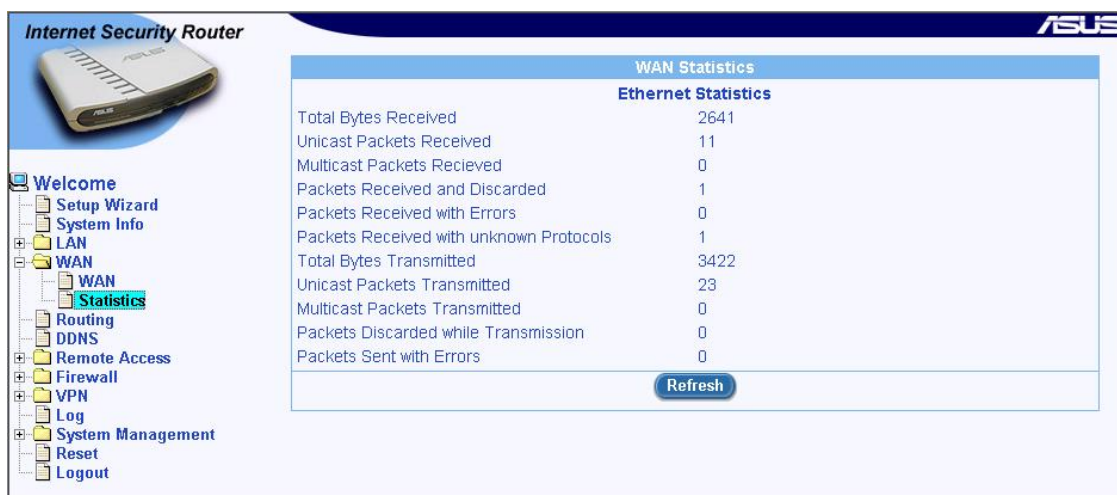 Internet Security Router
ASUS
ASUS
ASUS
Welcome
Setup Wizard
System Info
LAN
WAN
WAN
Statistics
Routing
DDNS
Remote Access
Firewall
VPN
Log
System Management
Reset
Logout
WAN Statistics
Ethernet Statistics
Total Bytes Received 2641
Unicast Packets Received 11
Multicast Packets Recieved 0
Packets Received and Discarded 1
Packets Received with Errors 0
Packets Received with unknown Protocols 1
Total Bytes Transmitted 3422
Unicast Packets Transmitted 23
Multicast Packets Transmitted 0
Packets Discarded while Transmission 0
Packets Sent with Errors 0
Refresh